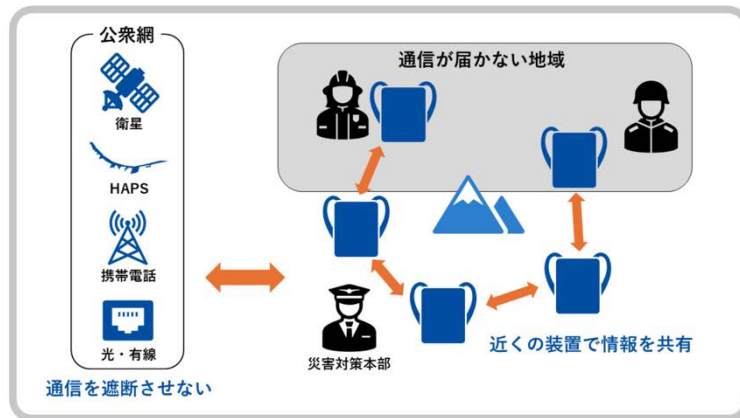 公衆網
衛星
HAPS
携帯電話
光・有線
通信を遮断させない
通信が届かない地域
災害対策本部
近くの装置で情報を共有